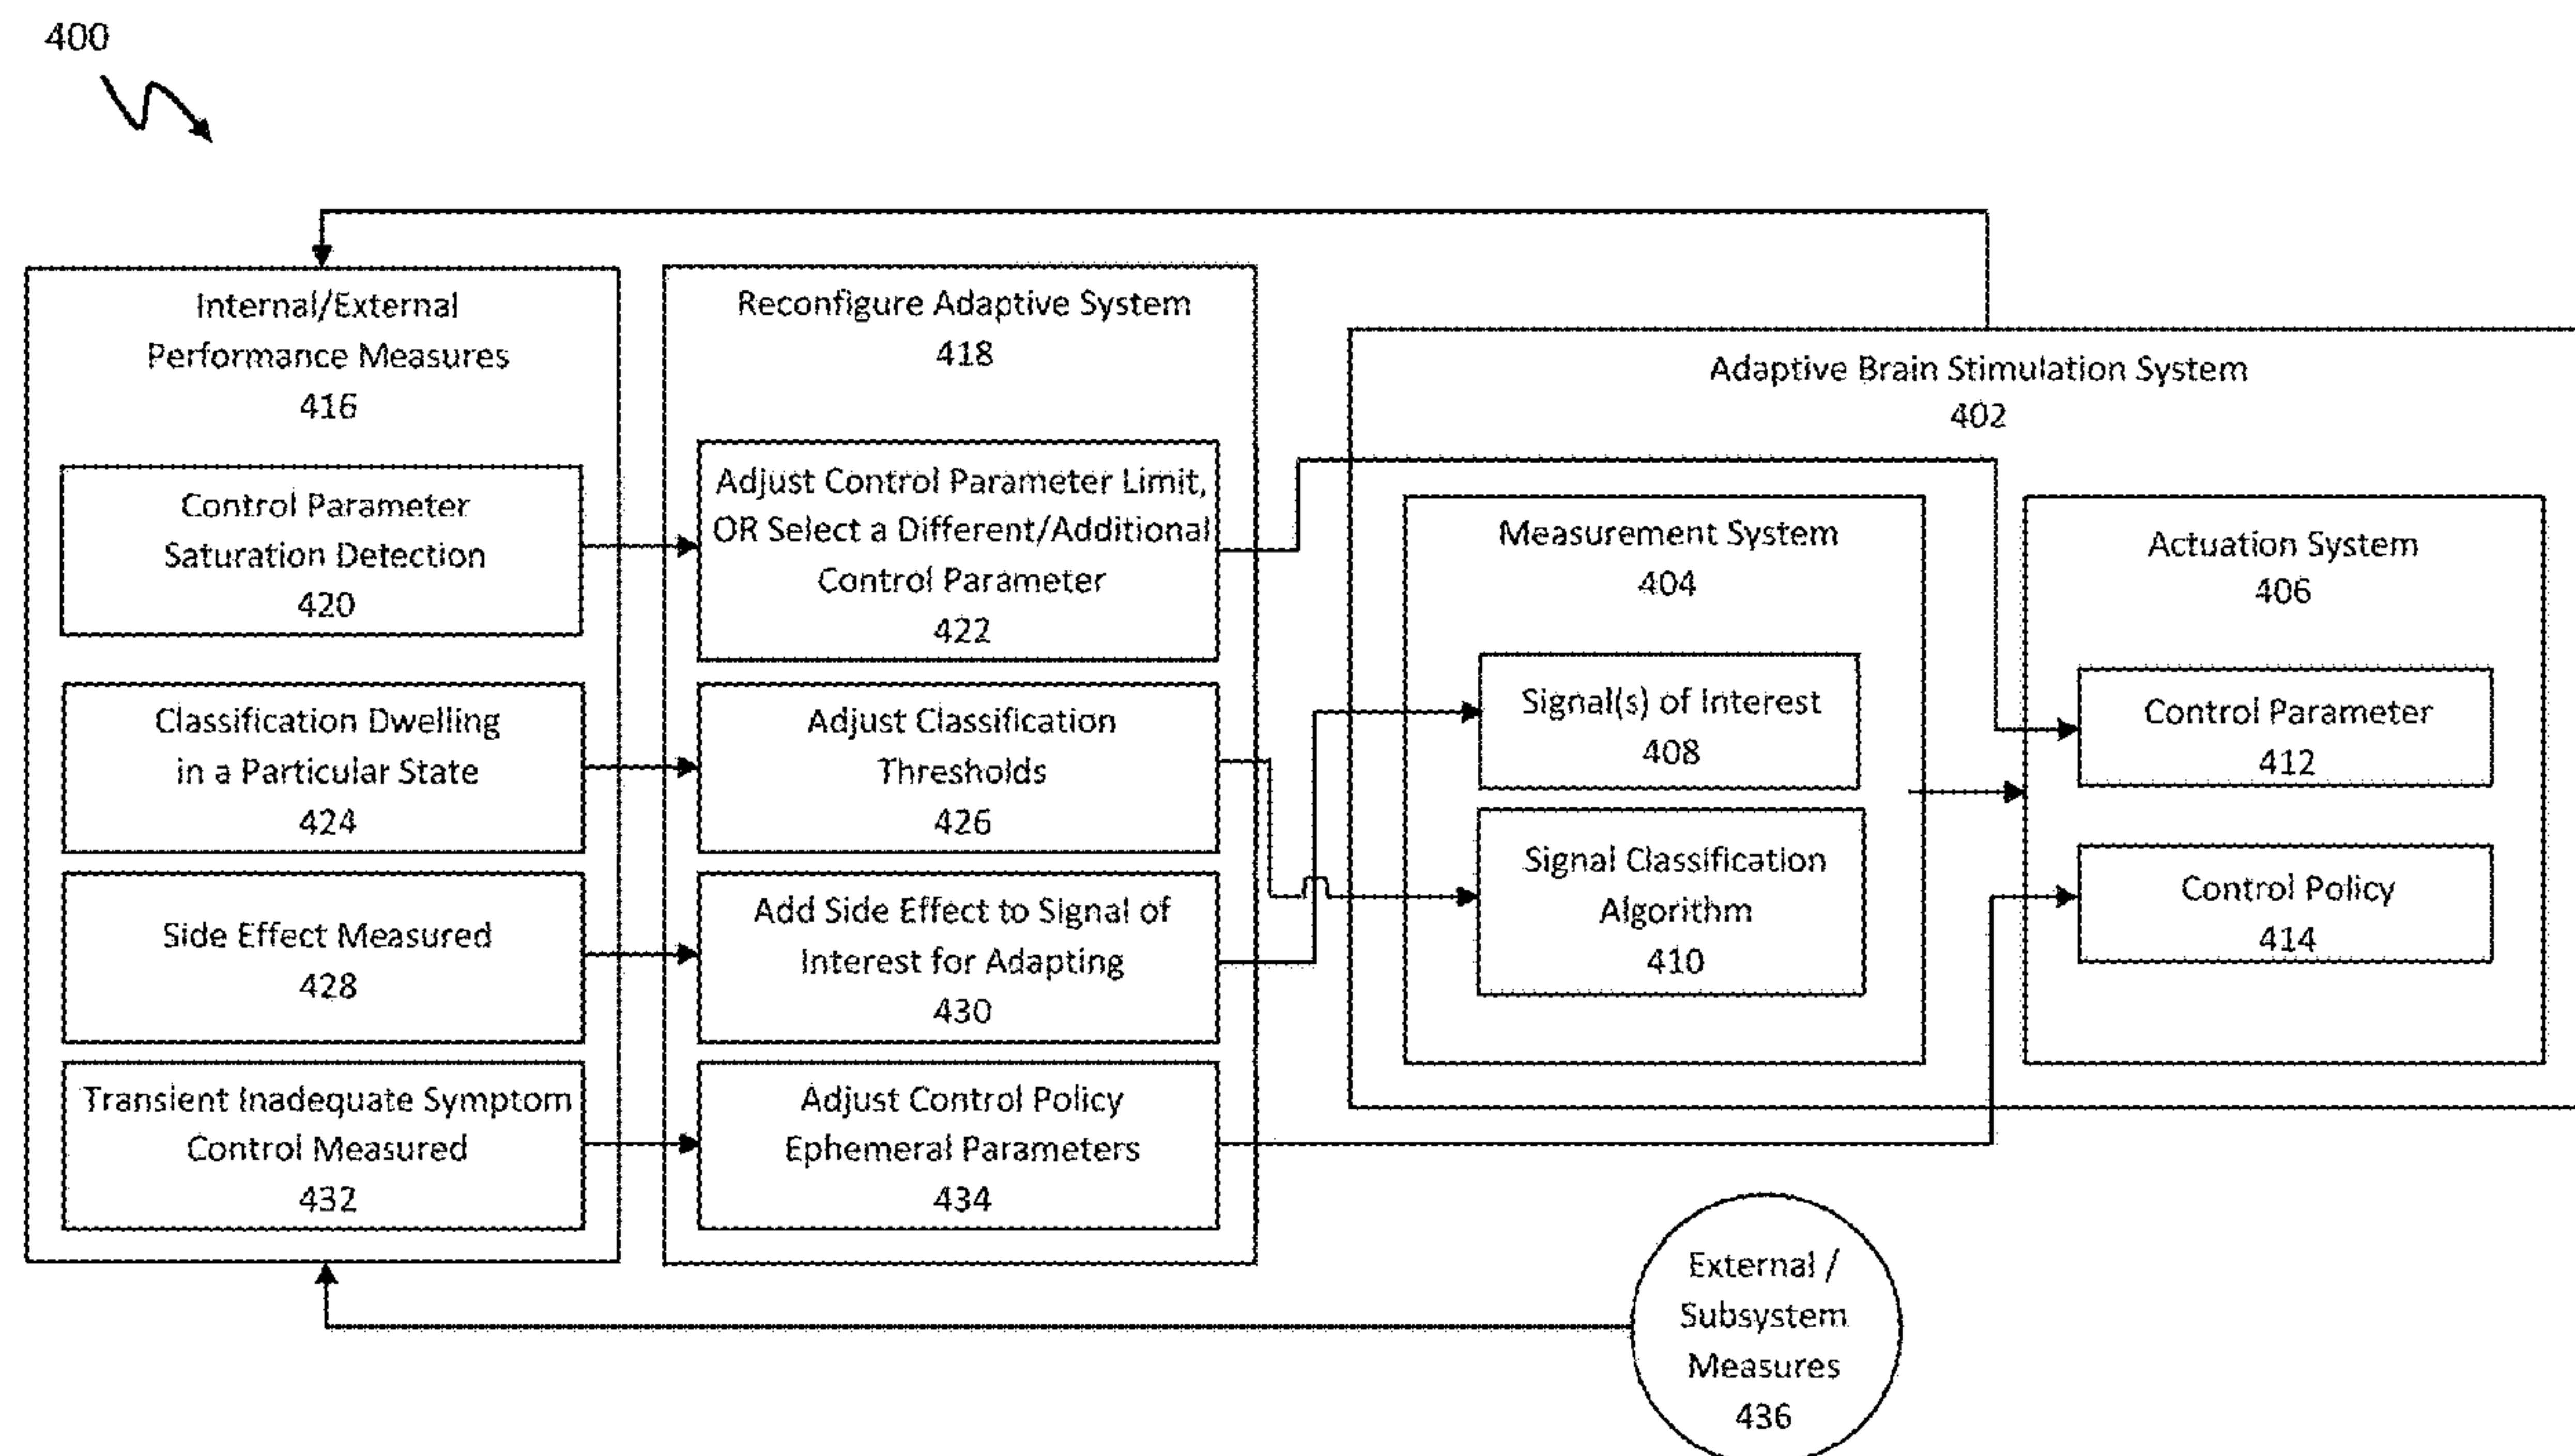 400
Internal/External
Performance Measures
416
Control Parameter
Saturation Detection
420
Classification Dwelling
in a Particular State
424
Side Effect Measured
428
Transient Inadequate Symptom
Control Measured
432
Reconfigure Adaptive System
418
Adjust Control Parameter Limit,
OR Select a Different/Additional
Control Parameter
422
Adjust Classification
Thresholds
426
Add Side Effect to Signal of
Interest for Adapting
430
Adjust Control Policy
Ephemeral Parameters
434
Adaptive Brain Stimulation System
402
Measurement System
404
Signal(s) of Interest
408
Signal Classification
Algorithm
410
Actuation System
406
Control Parameter
412
Control Policy
414
External /
Subsystem
Measures
436